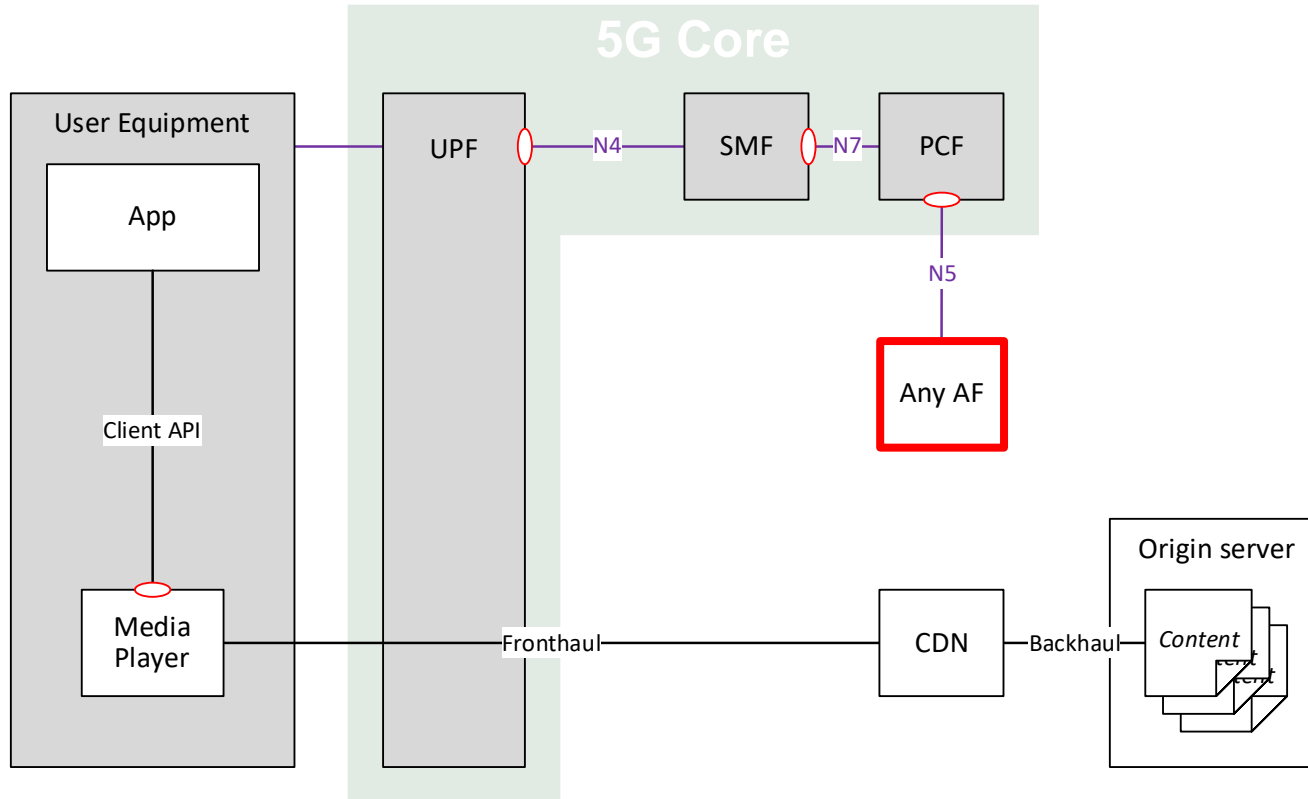 5G Core
User Equipment
App
UPF
N4
SMF
N7
PCF
N5
Any AF
Client API
Media
Player
Fronthaul
CDN
Backhaul
Origin server
Content